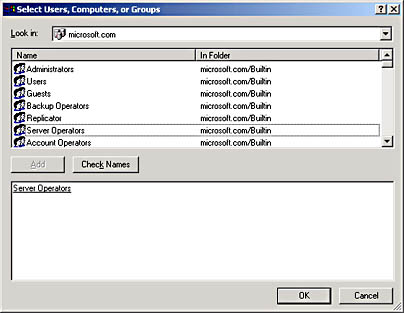 Select Users, Computers, or Groups
Look in: microsoft.com
Name In Folder
Administrators microsoft.com/Builtin
Users microsoft.com/Builtin
Guests microsoft.com/Builtin
Backup Operators microsoft.com/Builtin
Replicator microsoft.com/Builtin
Server Operators microsoft.com/Builtin
Account Operators microsoft.com/Builtin
Add Check Names
Server Operators
OK Cancel